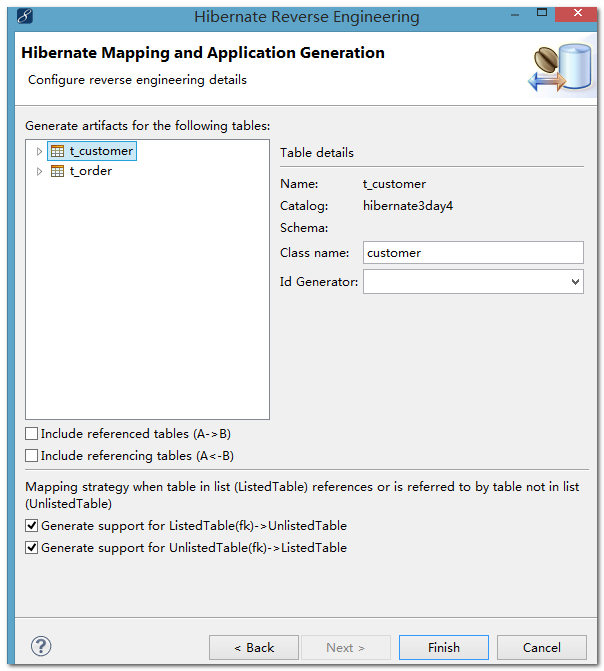 Hibernate Reverse Engineering
Hibernate Mapping and Application Generation
Configure reverse engineering details
Generate artifacts for the following tables:
t_customer
t_order
Table details
Name: t_customer
Catalog: hibernate3day4
Schema:
Class name: customer
Id Generator:
Include referenced tables (A->B)
Include referencing tables (A<-B)
Mapping strategy when table in list (ListedTable) references or is referred to by table not in list
(UnlistedTable)
Generate support for ListedTable(fk)->UnlistedTable
Generate support for UnlistedTable(fk)->ListedTable
?
< Back
Next >
Finish
Cancel